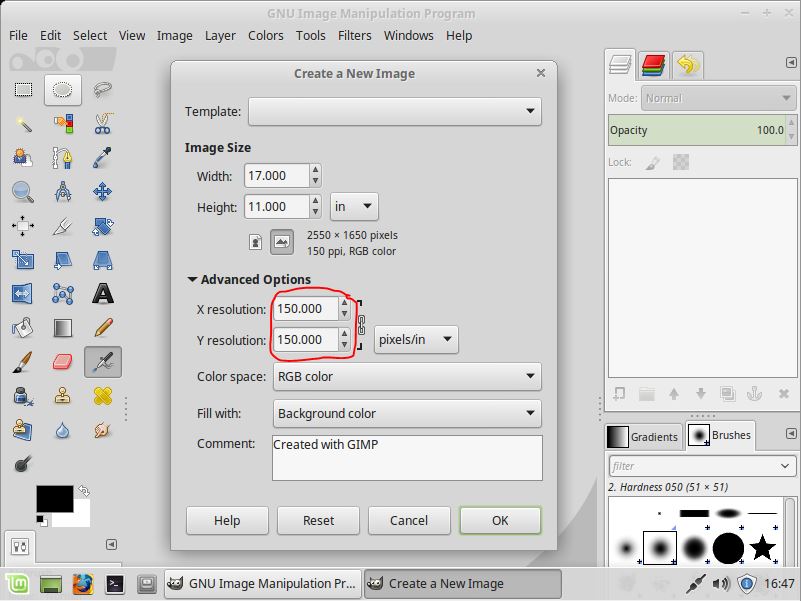 GNU Image Manipulation Program
File Edit Select View Image Layer Colors Tools Filters Windows Help
Create a New Image
Template:
Image Size
Width: 17.000
Height: 11.000 in
2550 × 1650 pixels
150 ppi, RGB color
Advanced Options
X resolution: 150.000
Y resolution: 150.000 pixels/in
Color space: RGB color
Fill with: Background color
Comment: Created with GIMP
Help Reset Cancel OK
Mode: Normal
Opacity 100.0
Lock:
Gradients Brushes
filter
2. Hardness 050 (51 × 51)
GNU Image Manipulation Pr... Create a New Image 16:47